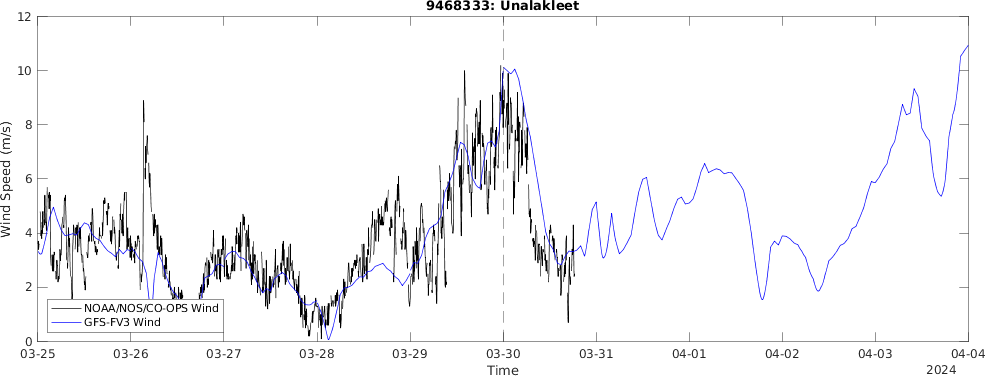 9468333: Unalakleet
12
10
8
6
4
2
0
Wind Speed (m/s)
NOAA/NOS/CO-OPS Wind
GFS-FV3 Wind
03-25 03-26 03-27 03-28 03-29 03-30 03-31 04-01 04-02 04-03 04-04
Time
2024